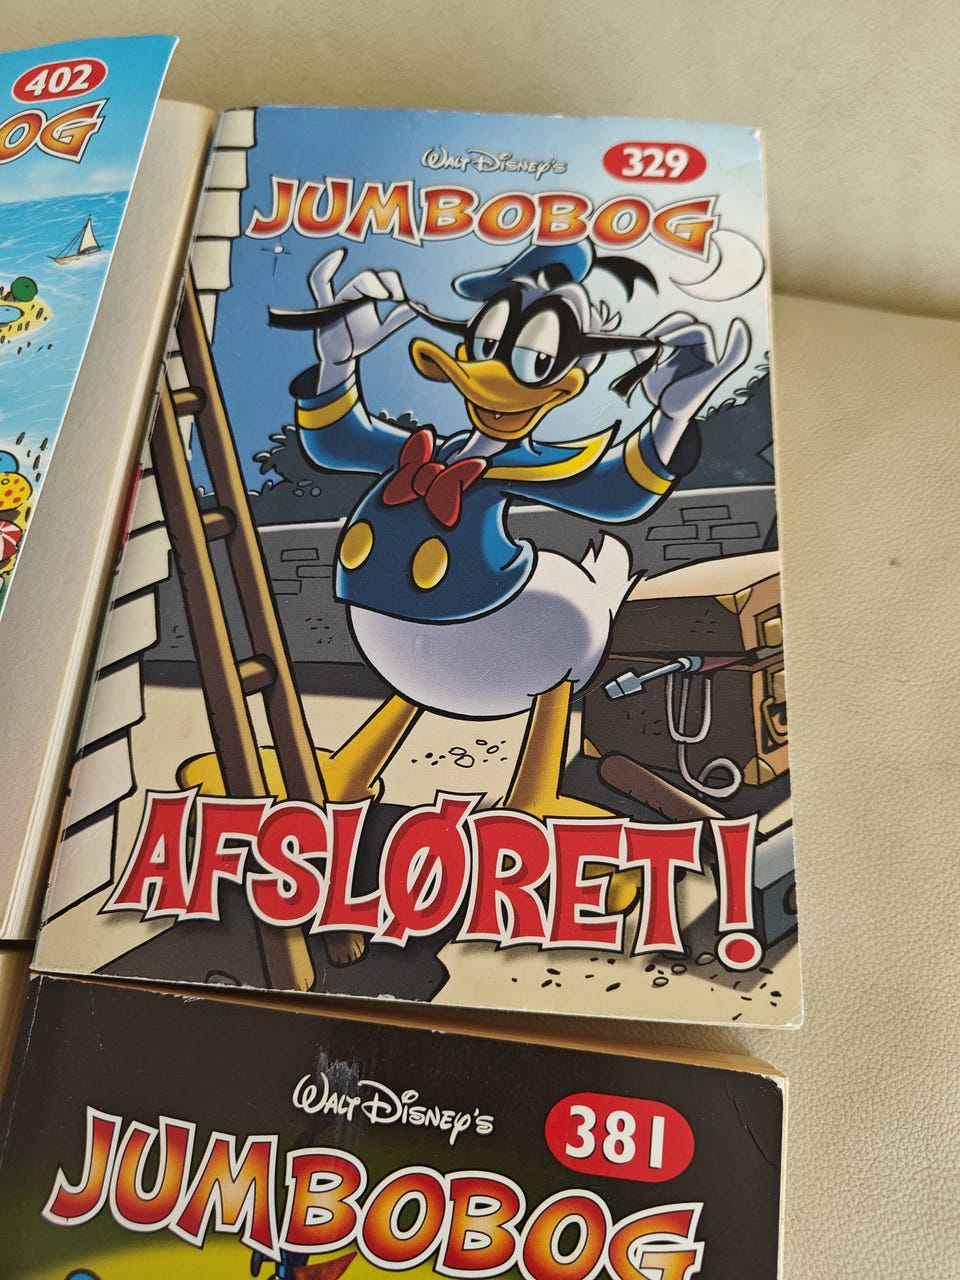 402
OG
WALT DISNEY'S
329
JUMBOBOG
AFSLØRET!
WALT DISNEY'S
381
JUMBOBOG